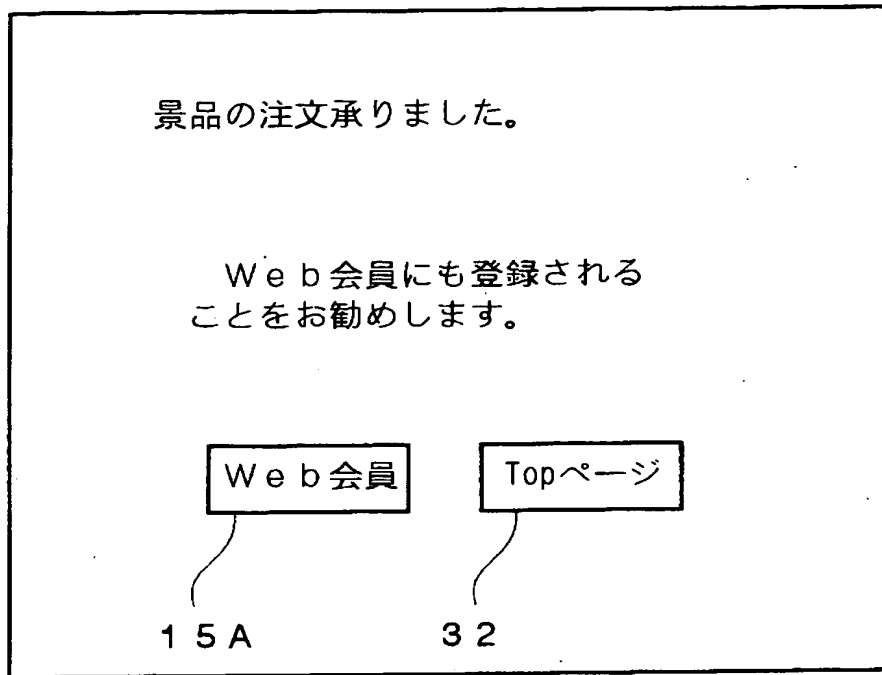 景品の注文承りました。
Ｗｅｂ会員にも登録される
ことをお勧めします。
Ｗｅｂ会員
Topページ
１５Ａ
３２